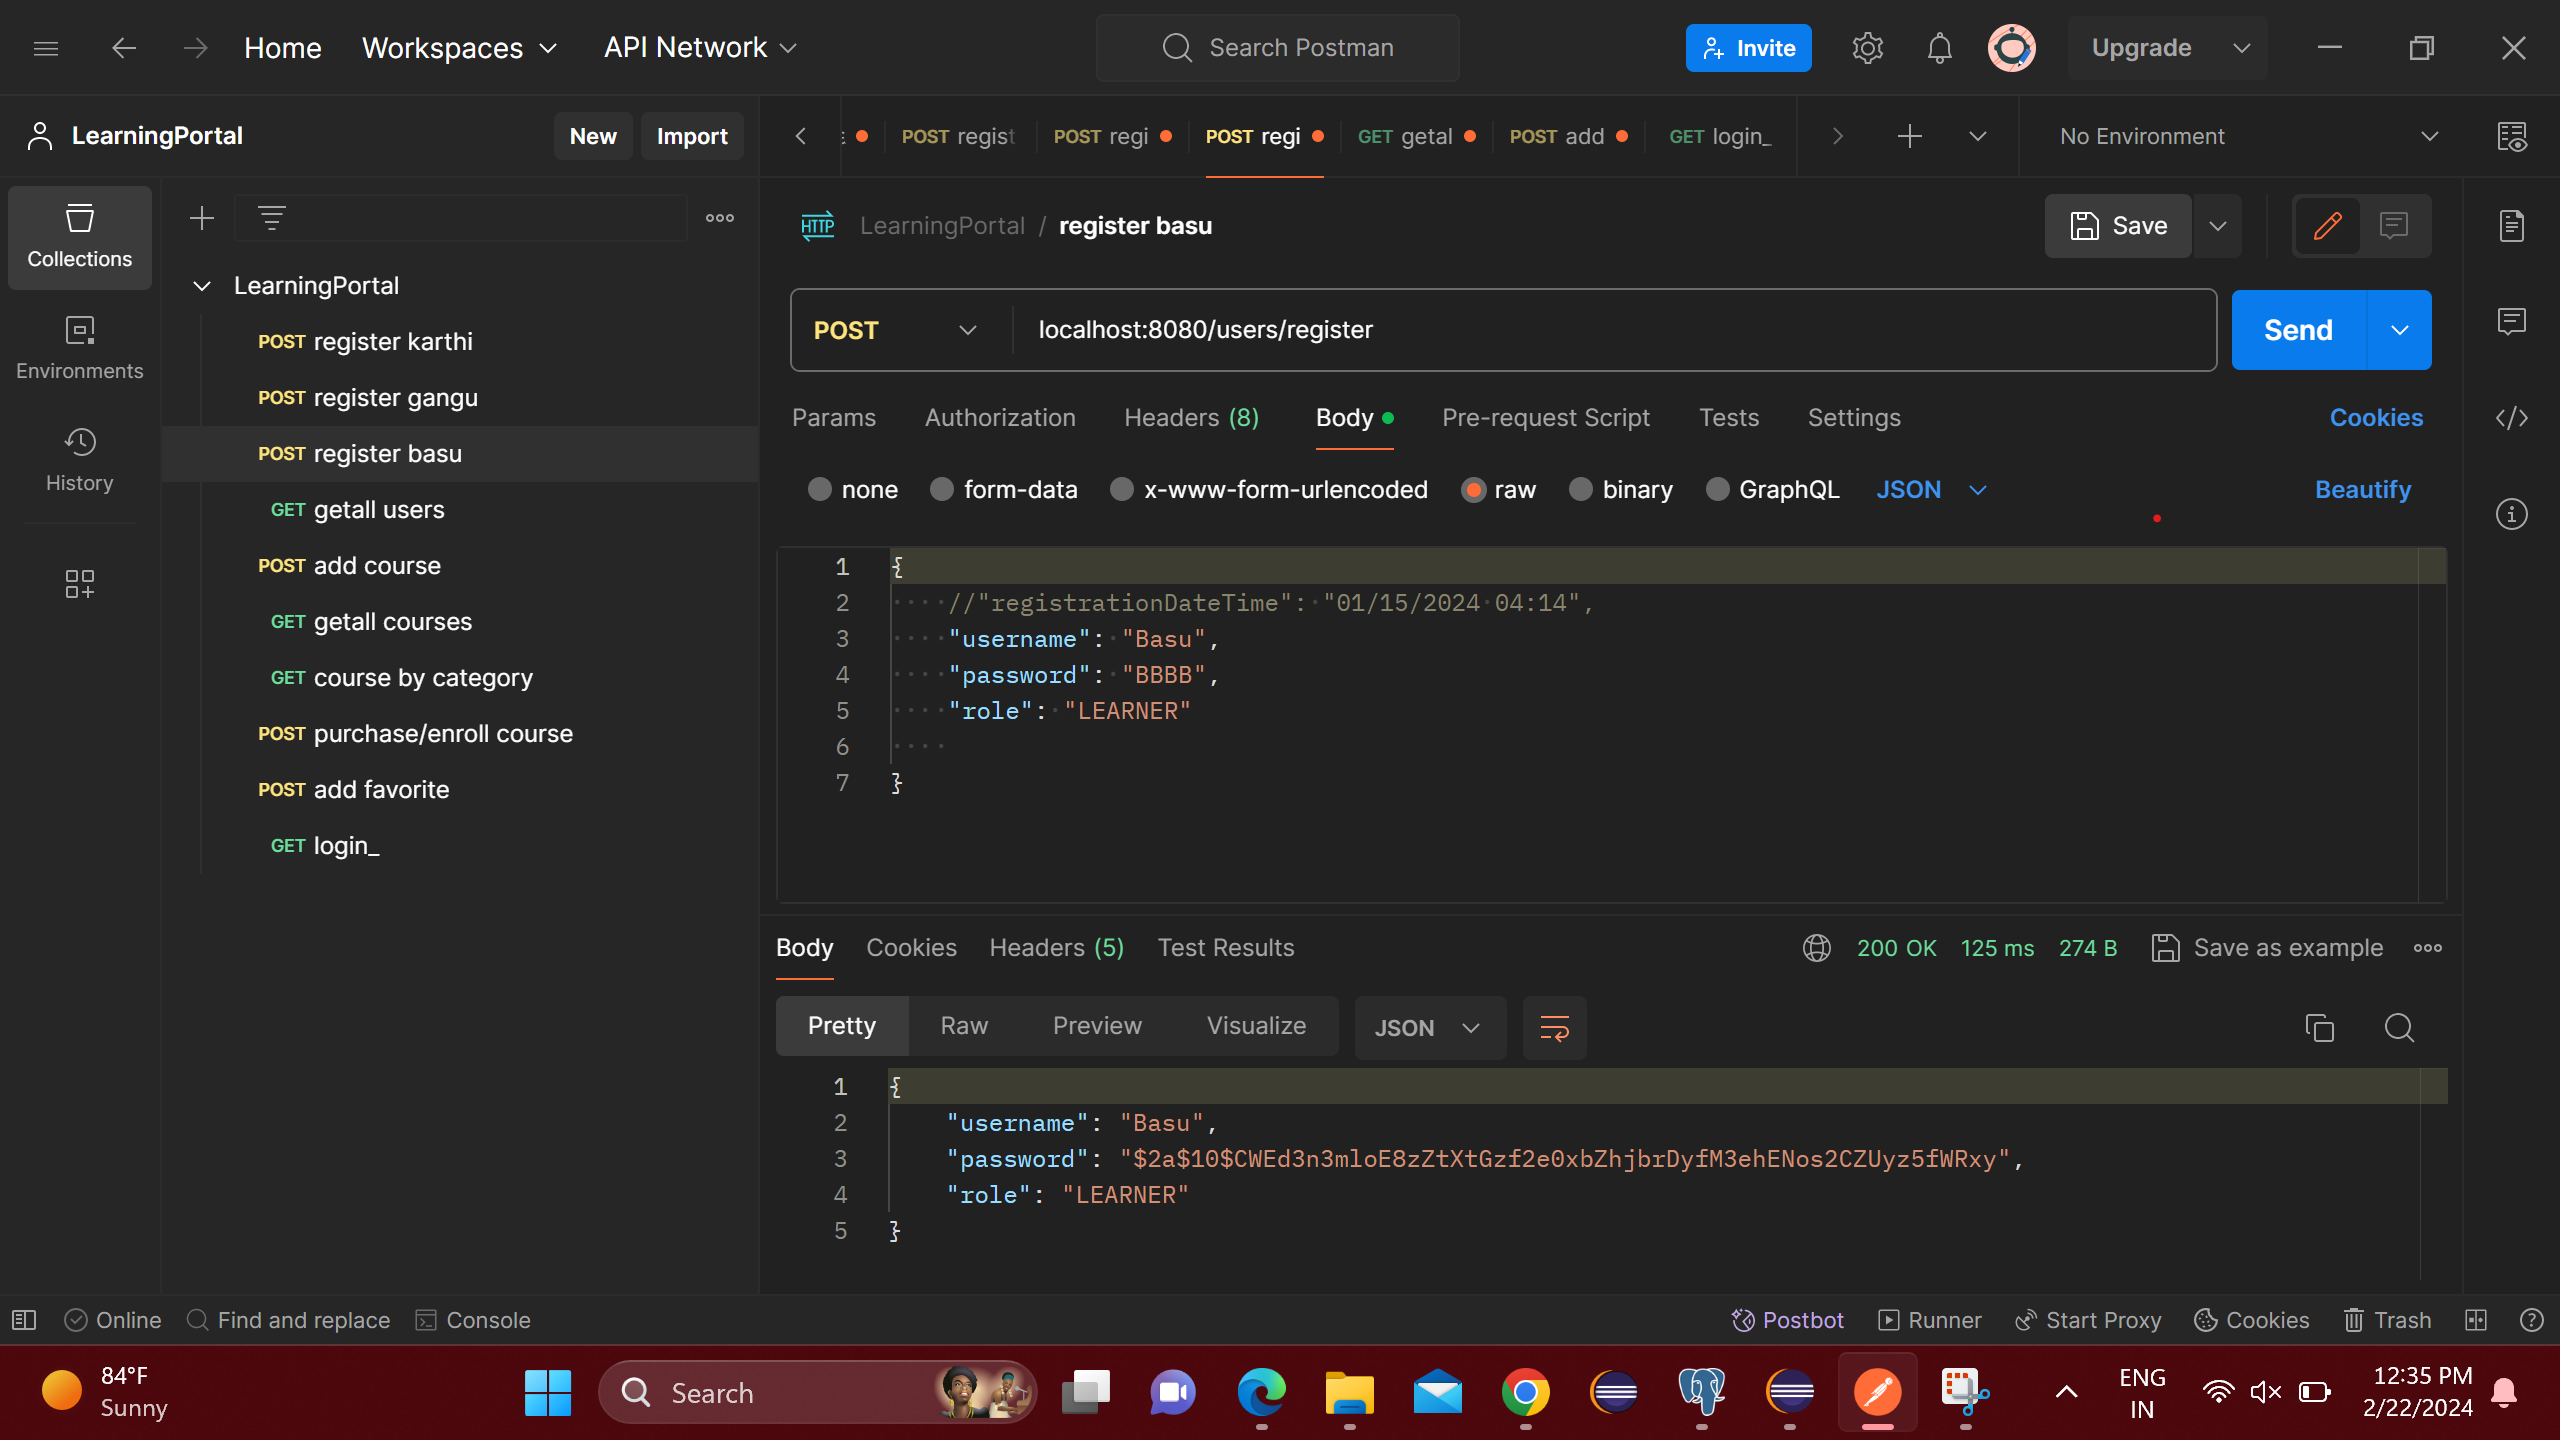 Home Workspaces API Network Search Postman Invite Upgrade
LearningPortal New Import
POST regist POST regi POST regi GET getal POST add GET login_ No Environment
Collections
Environments
History
LearningPortal
POST register karthi
POST register gangu
POST register basu
GET getall users
POST add course
GET getall courses
GET course by category
POST purchase/enroll course
POST add favorite
GET login_
HTTP LearningPortal / register basu Save
POST localhost:8080/users/register Send
Params Authorization Headers (8) Body Pre-request Script Tests Settings Cookies
none form-data x-www-form-urlencoded raw binary GraphQL JSON Beautify
1 {
2 //"registrationDateTime": "01/15/2024 04:14",
3 "username": "Basu",
4 "password": "BBBB",
5 "role": "LEARNER"
6
7 }
Body Cookies Headers (5) Test Results 200 OK 125 ms 274 B Save as example
Pretty Raw Preview Visualize JSON
1 {
2 "username": "Basu",
3 "password": "$2a$10$CWEd3n3mloE8zZtXtGzf2e0xbZhjbrDyfM3ehENos2CZUyz5fWRxy",
4 "role": "LEARNER"
5 }
Online Find and replace Console Postbot Runner Start Proxy Cookies Trash
84°F
Sunny
Search
ENG
IN
12:35 PM
2/22/2024